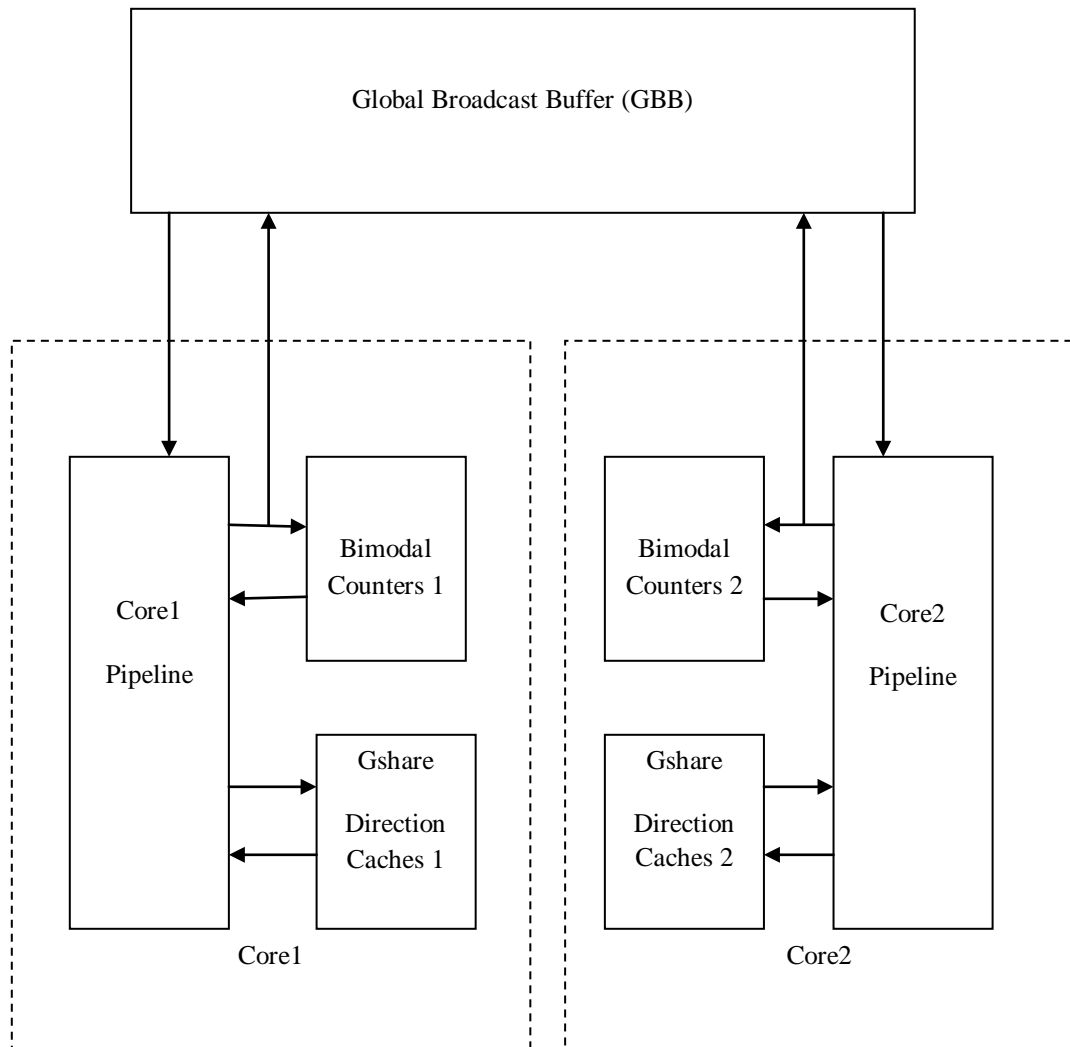 Global Broadcast Buffer (GBB)
Core1
Pipeline
Bimodal
Counters 1
Gshare
Direction
Caches 1
Core1
Bimodal
Counters 2
Core2
Pipeline
Gshare
Direction
Caches 2
Core2